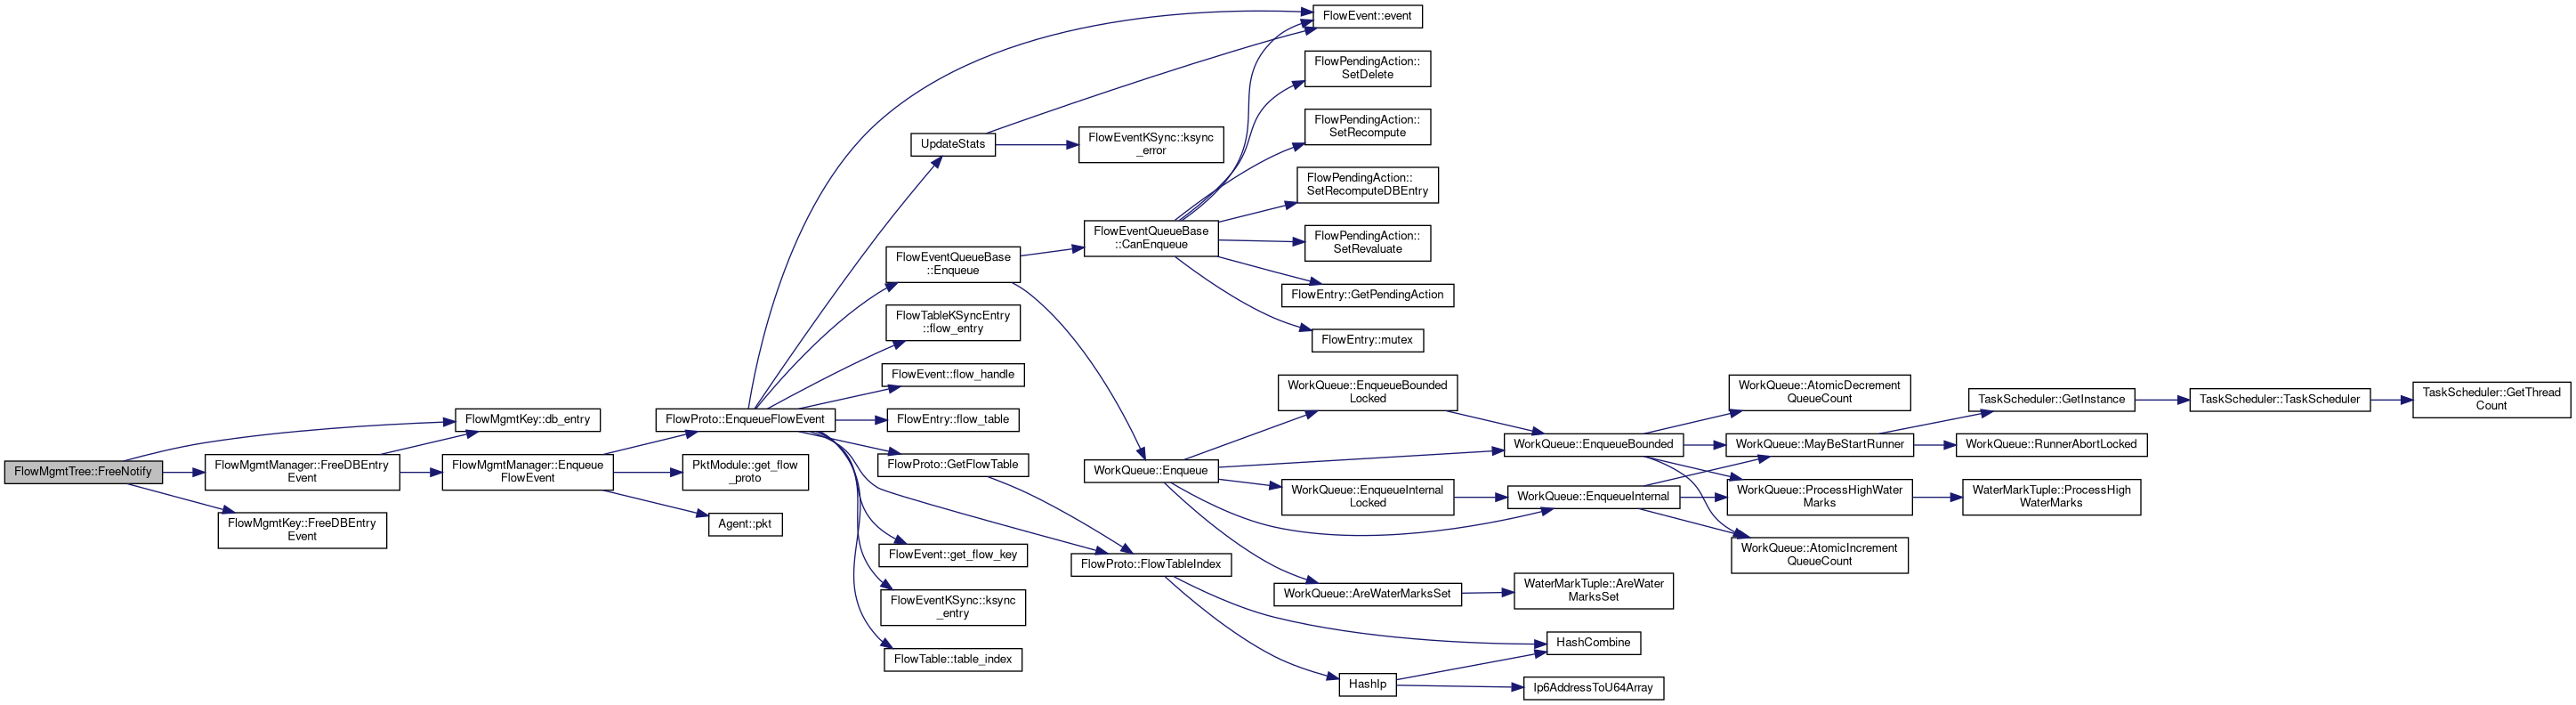 FlowMgmtTree::FreeNotify
FlowMgmtKey::db_entry
FlowMgmtManager::FreeDBEntry
Event
FlowMgmtKey::FreeDBEntry
Event
FlowMgmtManager::Enqueue
FlowEvent
FlowProto::EnqueueFlowEvent
PktModule::get_flow
_proto
Agent::pkt
UpdateStats
FlowEventQueueBase
::Enqueue
FlowTableKSyncEntry
::flow_entry
FlowEvent::flow_handle
FlowEntry::flow_table
FlowProto::GetFlowTable
FlowEvent::get_flow_key
FlowEventKSync::ksync
_entry
FlowTable::table_index
FlowEventKSync::ksync
_error
FlowEventQueueBase
::CanEnqueue
WorkQueue::Enqueue
FlowProto::FlowTableIndex
FlowEvent::event
FlowPendingAction::
SetDelete
FlowPendingAction::
SetRecompute
FlowPendingAction::
SetRecomputeDBEntry
FlowPendingAction::
SetRevaluate
FlowEntry::GetPendingAction
FlowEntry::mutex
WorkQueue::EnqueueBounded
Locked
WorkQueue::EnqueueInternal
Locked
WorkQueue::AreWaterMarksSet
HashIp
WorkQueue::EnqueueBounded
WorkQueue::EnqueueInternal
WaterMarkTuple::AreWater
MarksSet
HashCombine
Ip6AddressToU64Array
WorkQueue::AtomicDecrement
QueueCount
WorkQueue::MayBeStartRunner
WorkQueue::ProcessHighWater
Marks
WorkQueue::AtomicIncrement
QueueCount
TaskScheduler::GetInstance
WorkQueue::RunnerAbortLocked
WaterMarkTuple::ProcessHigh
WaterMarks
TaskScheduler::TaskScheduler
TaskScheduler::GetThread
Count